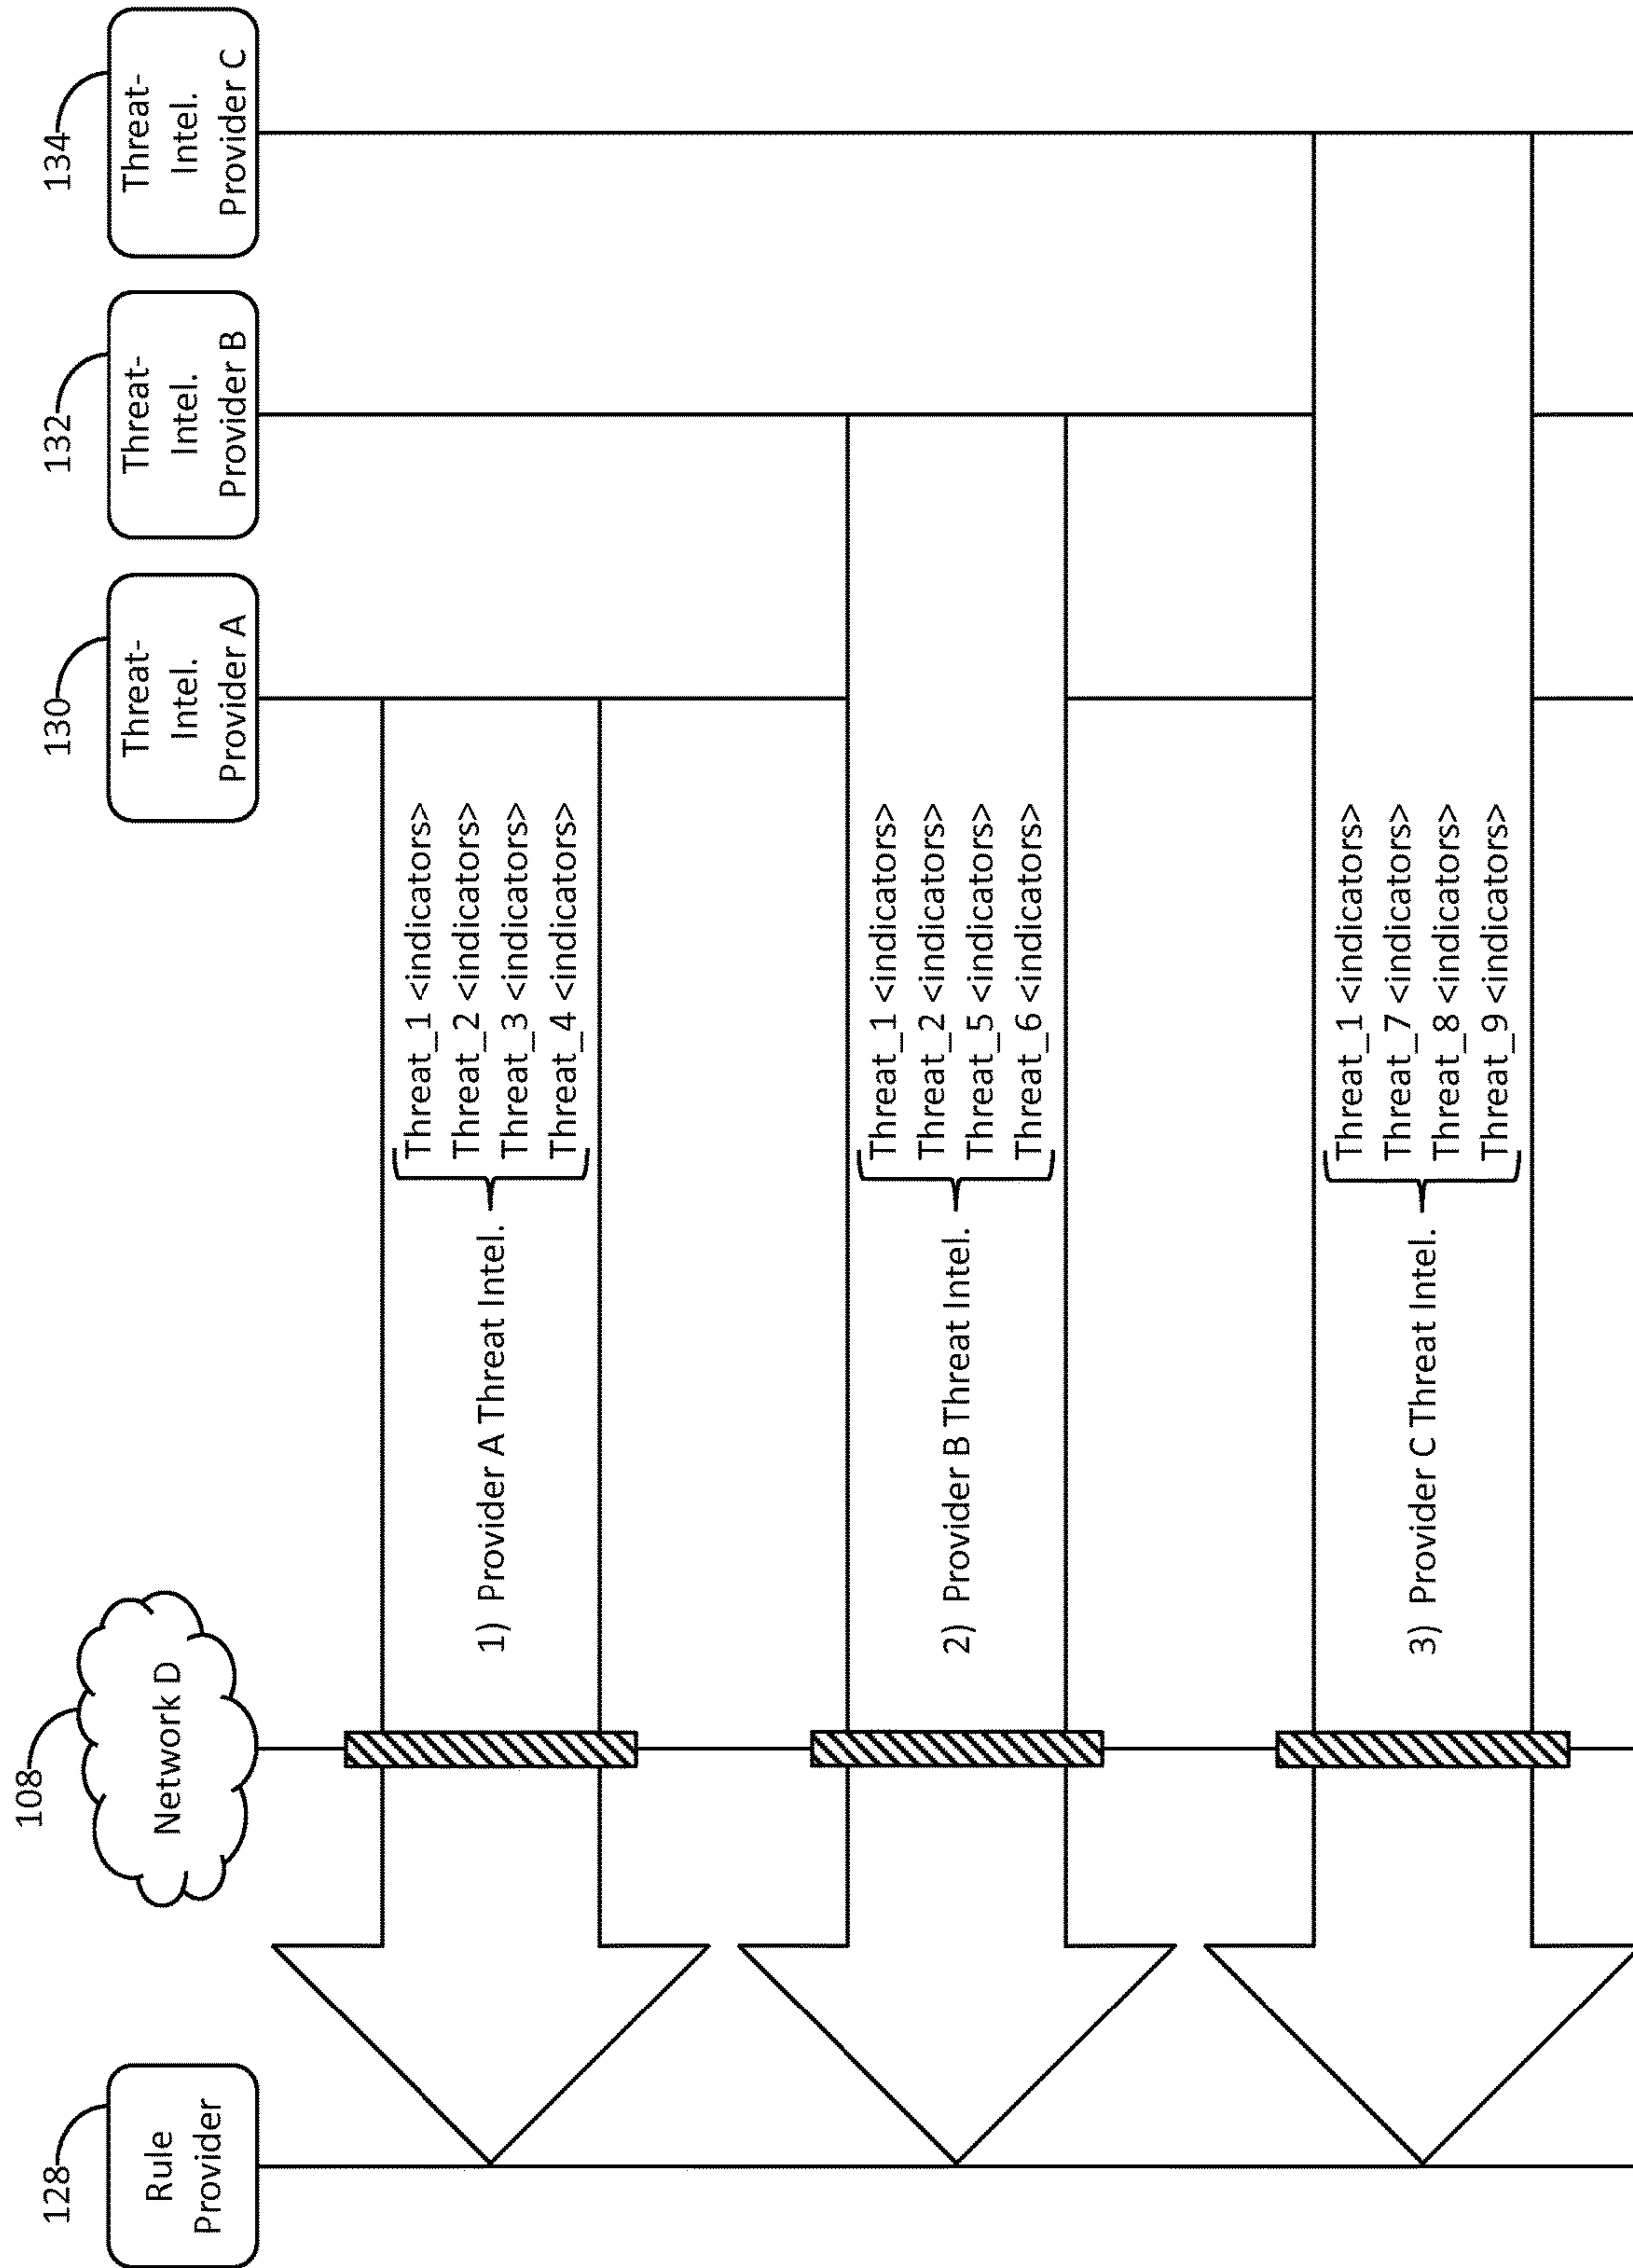 128
Rule
Provider
108
Network D
130
Threat-
Intel.
Provider A
132
Threat-
Intel.
Provider B
134
Threat-
Intel.
Provider C
1) Provider A Threat Intel.
Threat_1 <indicators>
Threat_2 <indicators>
Threat_3 <indicators>
Threat_4 <indicators>
2) Provider B Threat Intel.
Threat_1 <indicators>
Threat_2 <indicators>
Threat_5 <indicators>
Threat_6 <indicators>
3) Provider C Threat Intel.
Threat_1 <indicators>
Threat_7 <indicators>
Threat_8 <indicators>
Threat_9 <indicators>